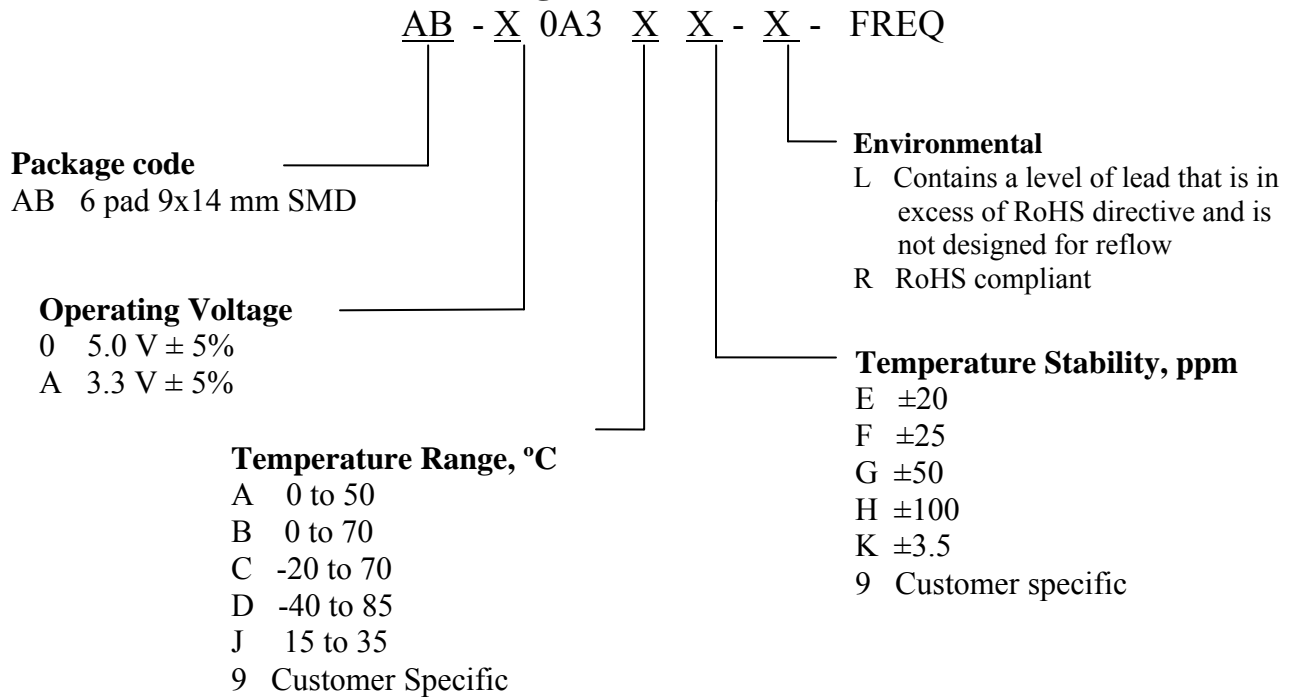 AB - X 0A3 X X - X - FREQ
Package code
AB 6 pad 9x14 mm SMD
Operating Voltage
0 5.0 V ± 5%
A 3.3 V ± 5%
Temperature Range, ºC
A 0 to 50
B 0 to 70
C -20 to 70
D -40 to 85
J 15 to 35
9 Customer Specific
Environmental
L Contains a level of lead that is in
excess of RoHS directive and is
not designed for reflow
R RoHS compliant
Temperature Stability, ppm
E ±20
F ±25
G ±50
H ±100
K ±3.5
9 Customer specific